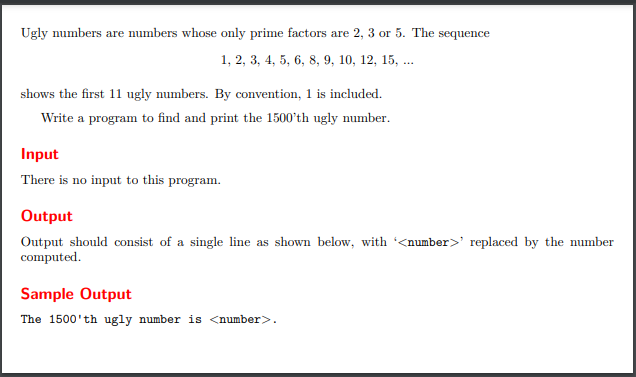 Ugly numbers are numbers whose only prime factors are 2, 3 or 5. The sequence
1, 2, 3, 4, 5, 6, 8, 9, 10, 12, 15, ...
shows the first 11 ugly numbers. By convention, 1 is included.
Write a program to find and print the 1500'th ugly number.
Input
There is no input to this program.
Output
Output should consist of a single line as shown below, with ‘<number>’ replaced by the number
computed.
Sample Output
The 1500'th ugly number is <number>.